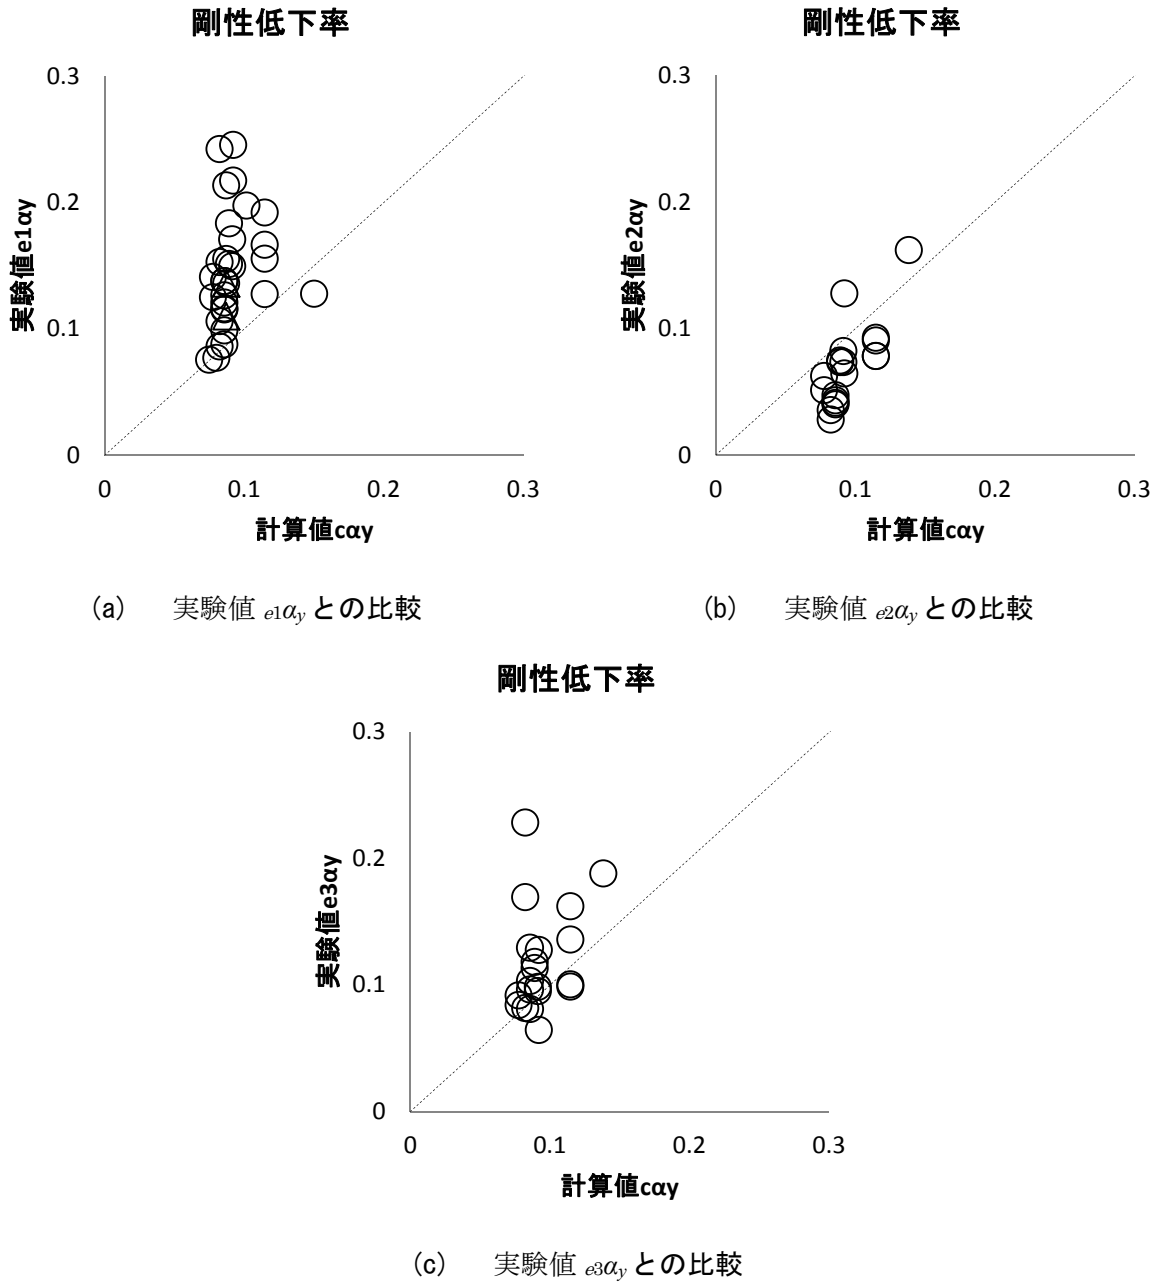 剛性低下率
0.3
0.2
0.1
0
0 0.1 0.2 0.3
実験値e1αy
計算値cαy
(a) 実験値 e1αy との比較
剛性低下率
0.3
0.2
0.1
0
0 0.1 0.2 0.3
実験値e2αy
計算値cαy
(b) 実験値 e2αy との比較
剛性低下率
0.3
0.2
0.1
0
0 0.1 0.2 0.3
実験値e3αy
計算値cαy
(c) 実験値 e3αy との比較